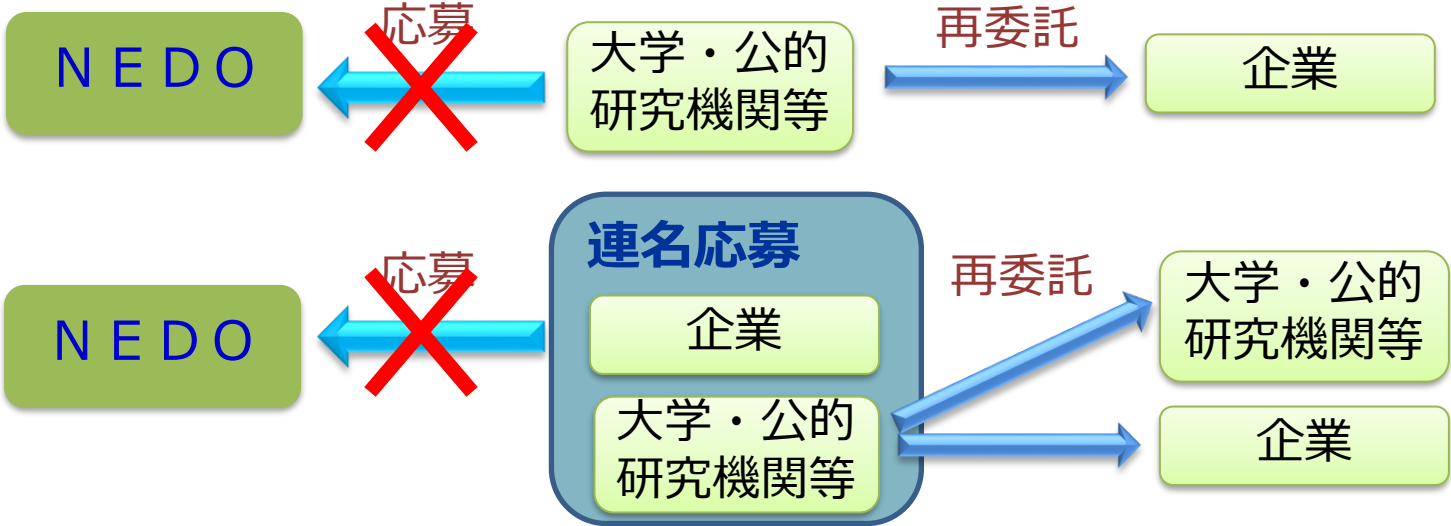 応募
再委託
ＮＥＤＯ
大学・公的
研究機関等
企業
連名応募
応募
再委託
ＮＥＤＯ
企業
大学・公的
研究機関等
大学・公的
研究機関等
企業